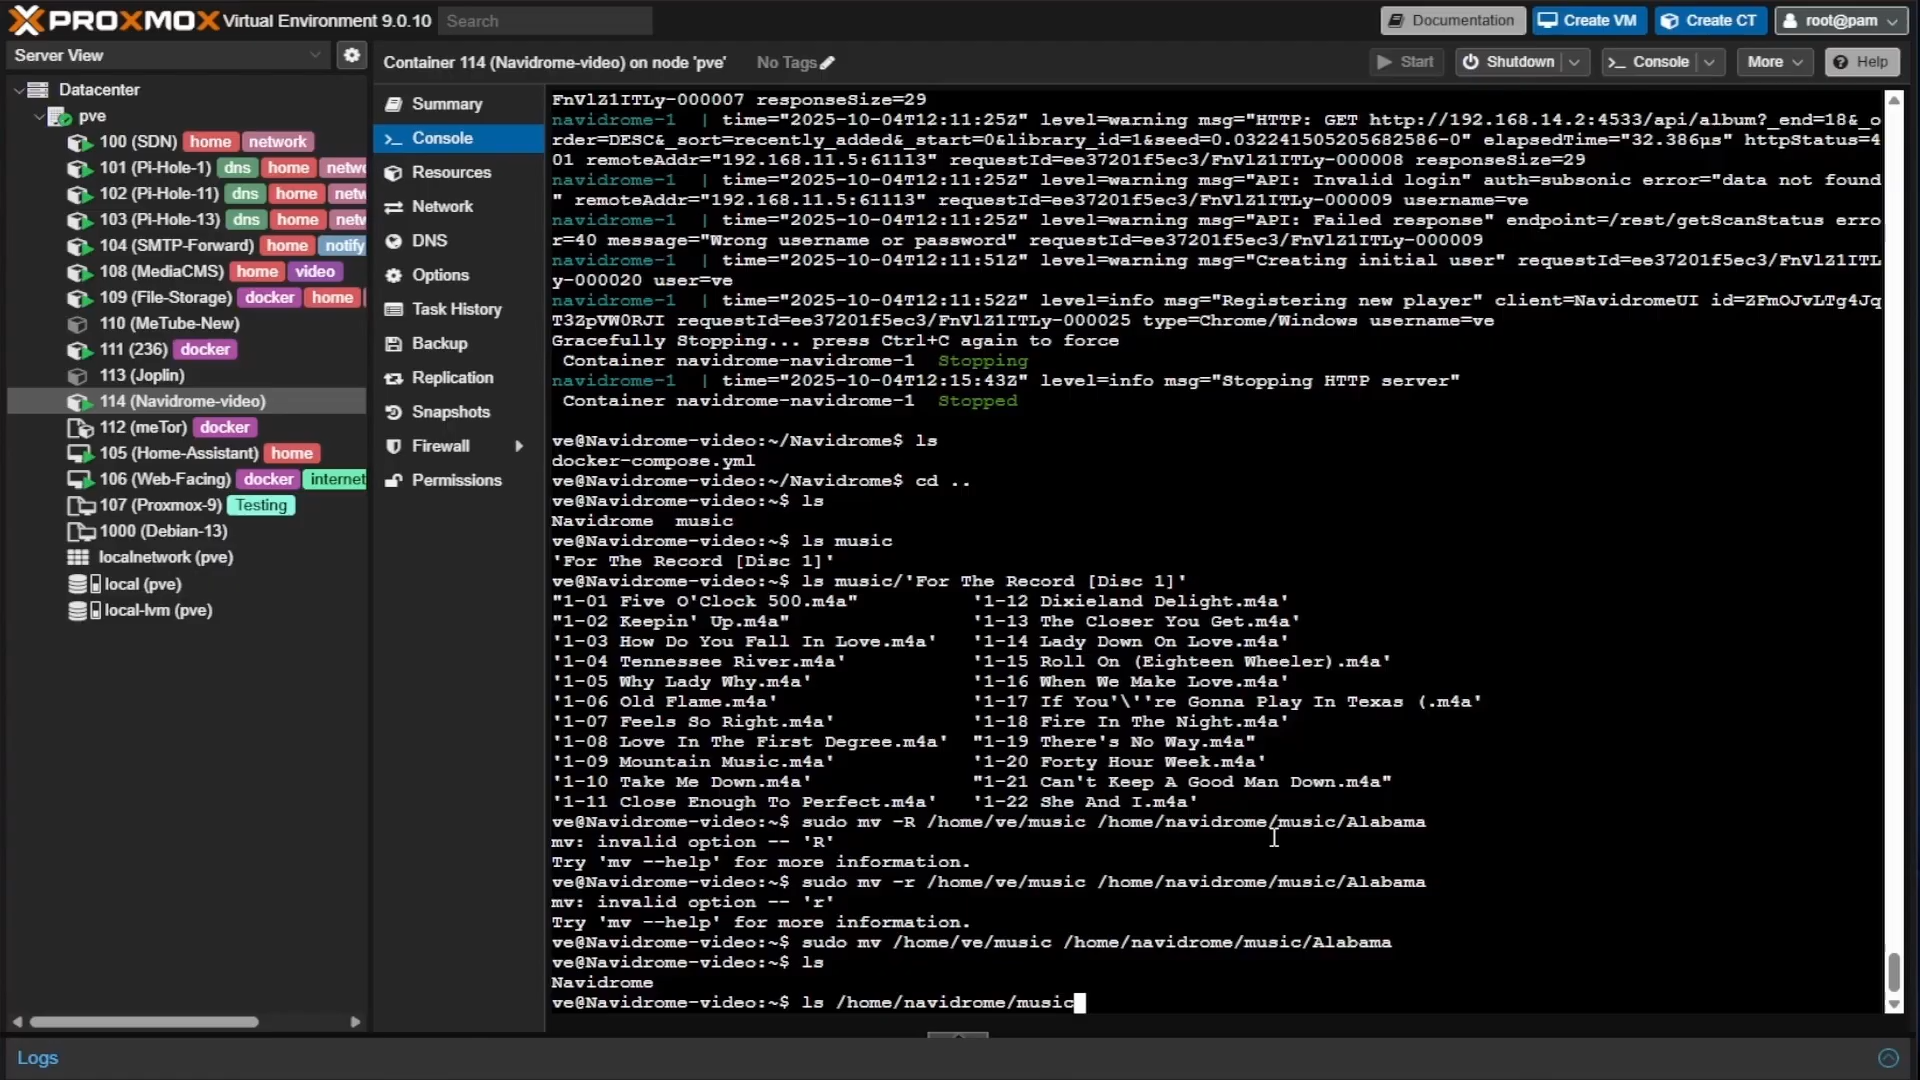 PROXMOX Virtual Environment 9.0.10 Search Documentation Create VM Create CT root@pam
Server View
Container 114 (Navidrome-video) on node 'pve' No Tags Start Shutdown Console More Help
Datacenter
pve
100 (SDN) home network
101 (Pi-Hole-1) dns home netwo
102 (Pi-Hole-11) dns home netw
103 (Pi-Hole-13) dns home netw
104 (SMTP-Forward) home notify
108 (MediaCMS) home video
109 (File-Storage) docker home
110 (MeTube-New)
111 (236) docker
113 (Joplin)
114 (Navidrome-video)
112 (meTor) docker
105 (Home-Assistant) home
106 (Web-Facing) docker internet
107 (Proxmox-9) Testing
1000 (Debian-13)
localnetwork (pve)
local (pve)
local-lvm (pve)
Summary
Console
Resources
Network
DNS
Options
Task History
Backup
Replication
Snapshots
Firewall
Permissions
FnVlZ1ITLy-000007 responseSize=29
navidrome-1 | time="2025-10-04T12:11:25Z" level=warning msg="HTTP: GET http://192.168.14.2:4533/api/album?_end=18&_o
rder=DESC&_sort=recently_added&_start=0&library_id=1&seed=0.032241505205682586-0" elapsedTime="32.386µs" httpStatus=4
01 remoteAddr="192.168.11.5:61113" requestId=ee37201f5ec3/FnVlZ1ITLy-000008 responseSize=29
navidrome-1 | time="2025-10-04T12:11:25Z" level=warning msg="API: Invalid login" auth=subsonic error="data not found
" remoteAddr="192.168.11.5:61113" requestId=ee37201f5ec3/FnVlZ1ITLy-000009 username=ve
navidrome-1 | time="2025-10-04T12:11:25Z" level=warning msg="API: Failed response" endpoint=/rest/getScanStatus erro
r=40 message="Wrong username or password" requestId=ee37201f5ec3/FnVlZ1ITLy-000009
navidrome-1 | time="2025-10-04T12:11:51Z" level=warning msg="Creating initial user" requestId=ee37201f5ec3/FnVlZ1ITL
y-000020 user=ve
navidrome-1 | time="2025-10-04T12:11:52Z" level=info msg="Registering new player" client=NavidromeUI id=ZFmOJvLTg4Jq
T3ZpVW0RJI requestId=ee37201f5ec3/FnVlZ1ITLy-000025 type=Chrome/Windows username=ve
Gracefully Stopping... press Ctrl+C again to force
Container navidrome-navidrome-1 Stopping
navidrome-1 | time="2025-10-04T12:15:43Z" level=info msg="Stopping HTTP server"
Container navidrome-navidrome-1 Stopped
ve@Navidrome-video:~/Navidrome$ ls
docker-compose.yml
ve@Navidrome-video:~/Navidrome$ cd ..
ve@Navidrome-video:~$ ls
Navidrome music
ve@Navidrome-video:~$ ls music
'For The Record [Disc 1]'
ve@Navidrome-video:~$ ls music/'For The Record [Disc 1]'
"1-01 Five O'Clock 500.m4a" '1-12 Dixieland Delight.m4a'
"1-02 Keepin' Up.m4a" '1-13 The Closer You Get.m4a'
'1-03 How Do You Fall In Love.m4a' '1-14 Lady Down On Love.m4a'
'1-04 Tennessee River.m4a' '1-15 Roll On (Eighteen Wheeler).m4a'
'1-05 Why Lady Why.m4a' '1-16 When We Make Love.m4a'
'1-06 Old Flame.m4a' '1-17 If You'\''re Gonna Play In Texas (.m4a'
'1-07 Feels So Right.m4a' '1-18 Fire In The Night.m4a'
'1-08 Love In The First Degree.m4a' "1-19 There's No Way.m4a"
'1-09 Mountain Music.m4a' '1-20 Forty Hour Week.m4a'
'1-10 Take Me Down.m4a' "1-21 Can't Keep A Good Man Down.m4a"
'1-11 Close Enough To Perfect.m4a' '1-22 She And I.m4a'
ve@Navidrome-video:~$ sudo mv -R /home/ve/music /home/navidrome/music/Alabama
mv: invalid option -- 'R'
Try 'mv --help' for more information.
ve@Navidrome-video:~$ sudo mv -r /home/ve/music /home/navidrome/music/Alabama
mv: invalid option -- 'r'
Try 'mv --help' for more information.
ve@Navidrome-video:~$ sudo mv /home/ve/music /home/navidrome/music/Alabama
ve@Navidrome-video:~$ ls
Navidrome
ve@Navidrome-video:~$ ls /home/navidrome/music
Logs